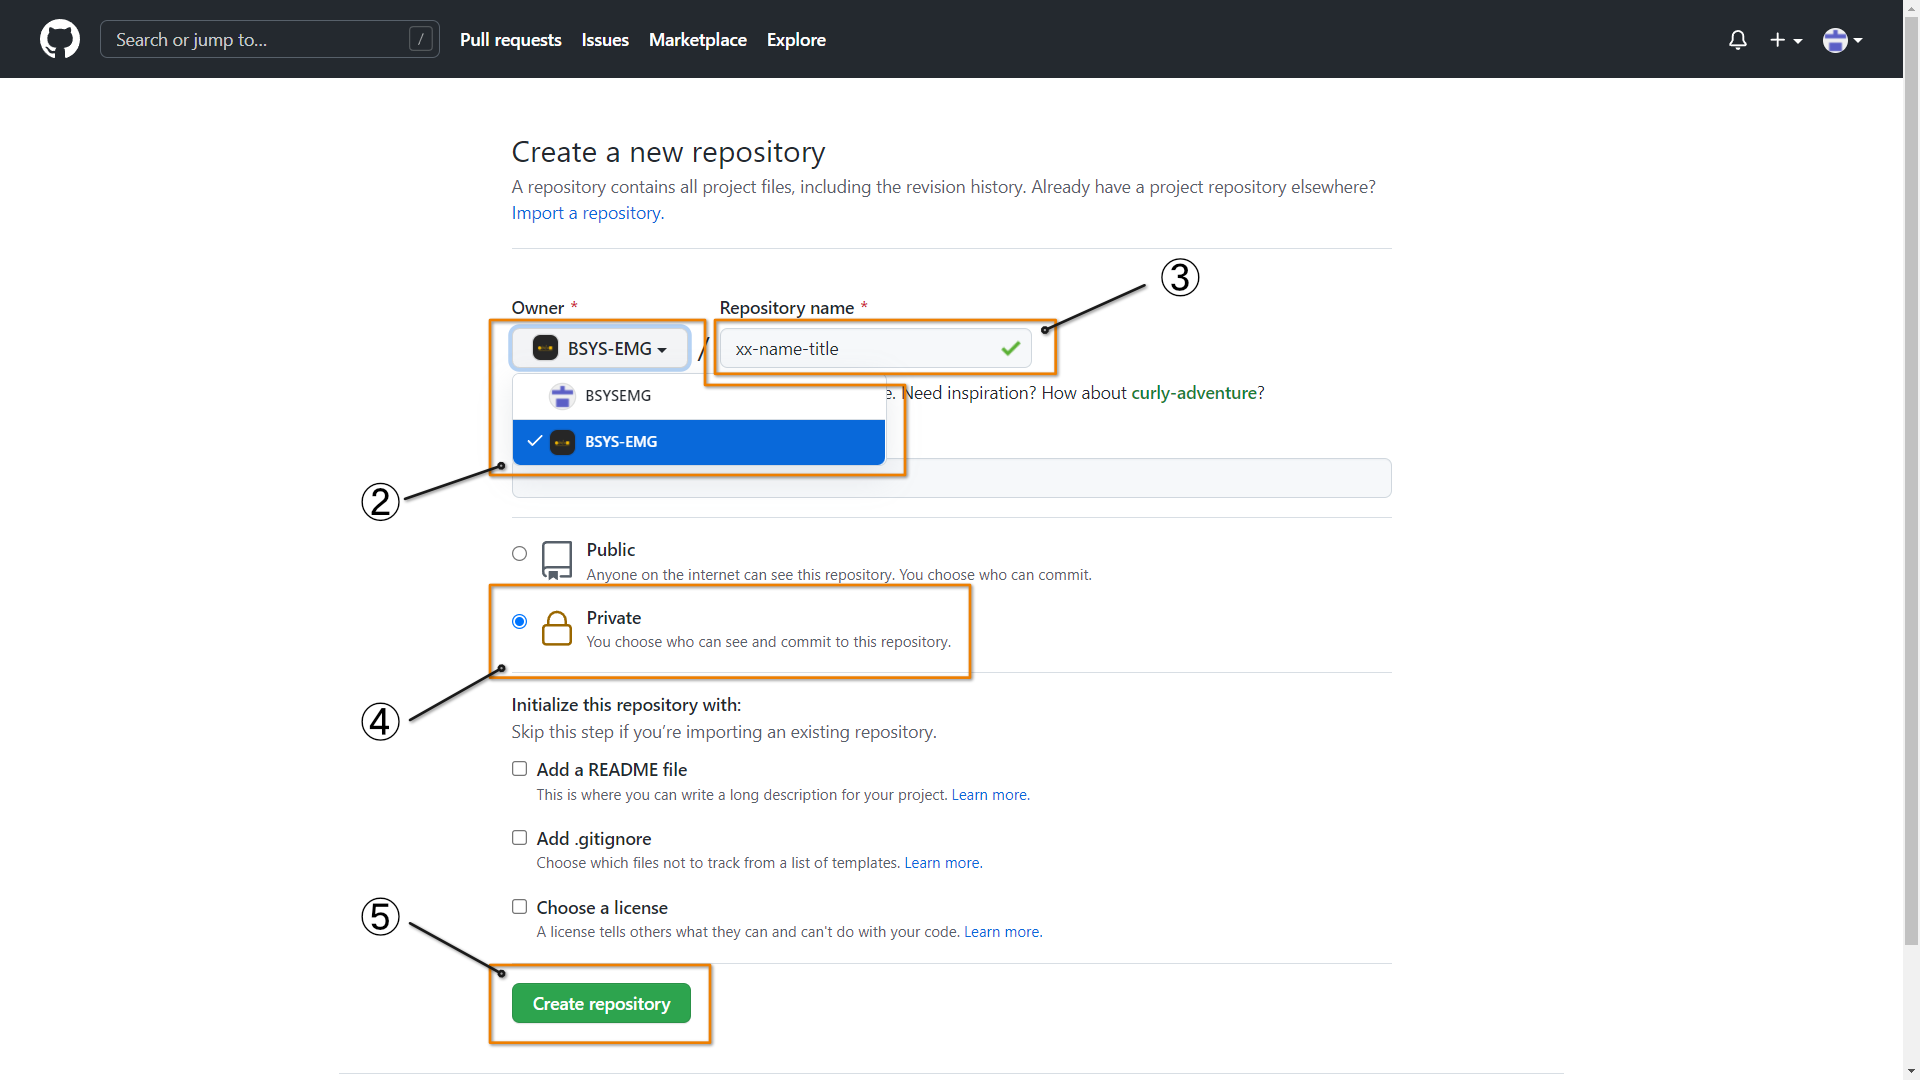 Search or jump to... /
Pull requests Issues Marketplace Explore
Create a new repository
A repository contains all project files, including the revision history. Already have a project repository elsewhere?
Import a repository.
③
Owner * Repository name *
BSYS-EMG / xx-name-title
BSYSEMG
e. Need inspiration? How about curly-adventure?
BSYS-EMG
②
Public
Anyone on the internet can see this repository. You choose who can commit.
Private
You choose who can see and commit to this repository.
④
Initialize this repository with:
Skip this step if you’re importing an existing repository.
Add a README file
This is where you can write a long description for your project. Learn more.
Add .gitignore
Choose which files not to track from a list of templates. Learn more.
⑤
Choose a license
A license tells others what they can and can't do with your code. Learn more.
Create repository